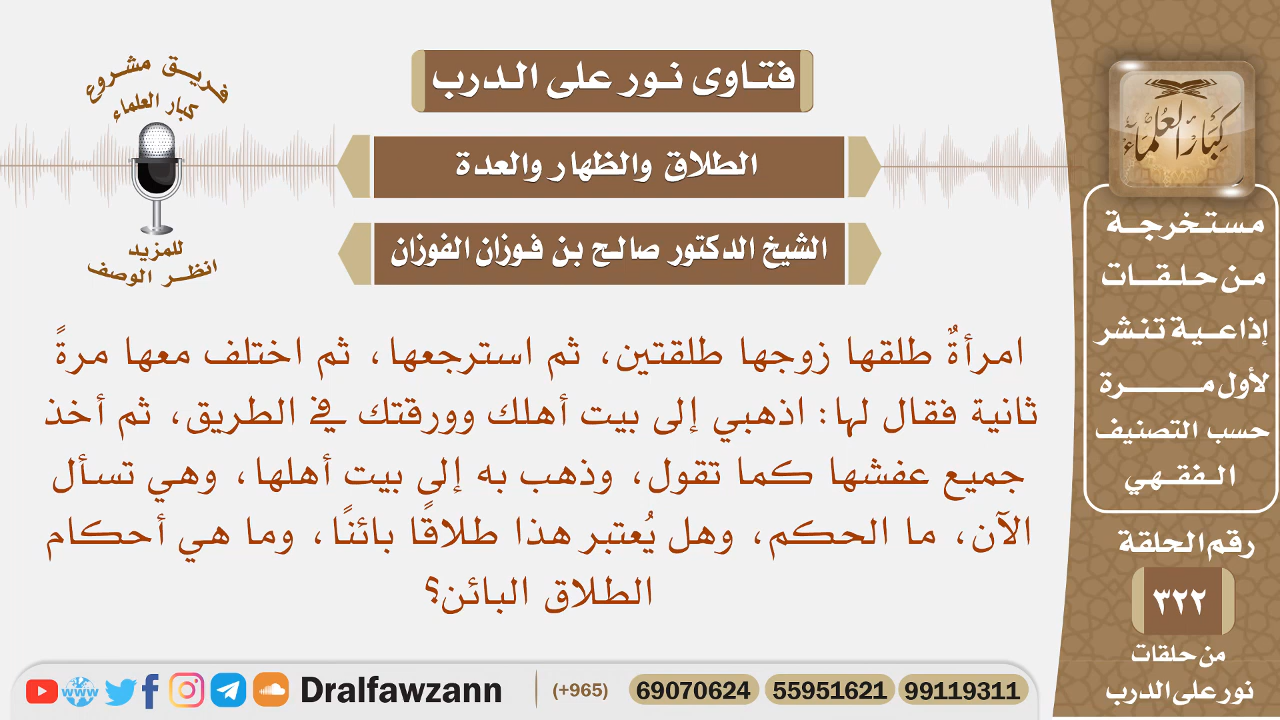 فتاوى نور على الدرب
الطلاق والظهار والعدة
الشيخ الدكتور صالح بن فوزان الفوزان
فريق مشروع
كبار العلماء
للمزيد
انظر الوصف
امرأةٌ طلقها زوجها طلقتين، ثم استرجعها، ثم اختلف معها مرةً
ثانية فقال لها: اذهبي إلى بيت أهلك وورقتك في الطريق، ثم أخذ
جميع عفشها كما تقول، وذهب به إلى بيت أهلها، وهي تسأل
الآن، ما الحكم، وهل يُعتبر هذا طلاقًا بائنًا، وما هي أحكام
الطلاق البائن؟
كِبَارُ العُلَمَاء
مستخرجة
من حلقات
إذاعية تنشر
لأول مرة
حسب التصنيف
الفقهي
رقم الحلقة
٣٢٢
من حلقات
نور على الدرب
www
Dralfawzann
(+965)
69070624
55951621
99119311